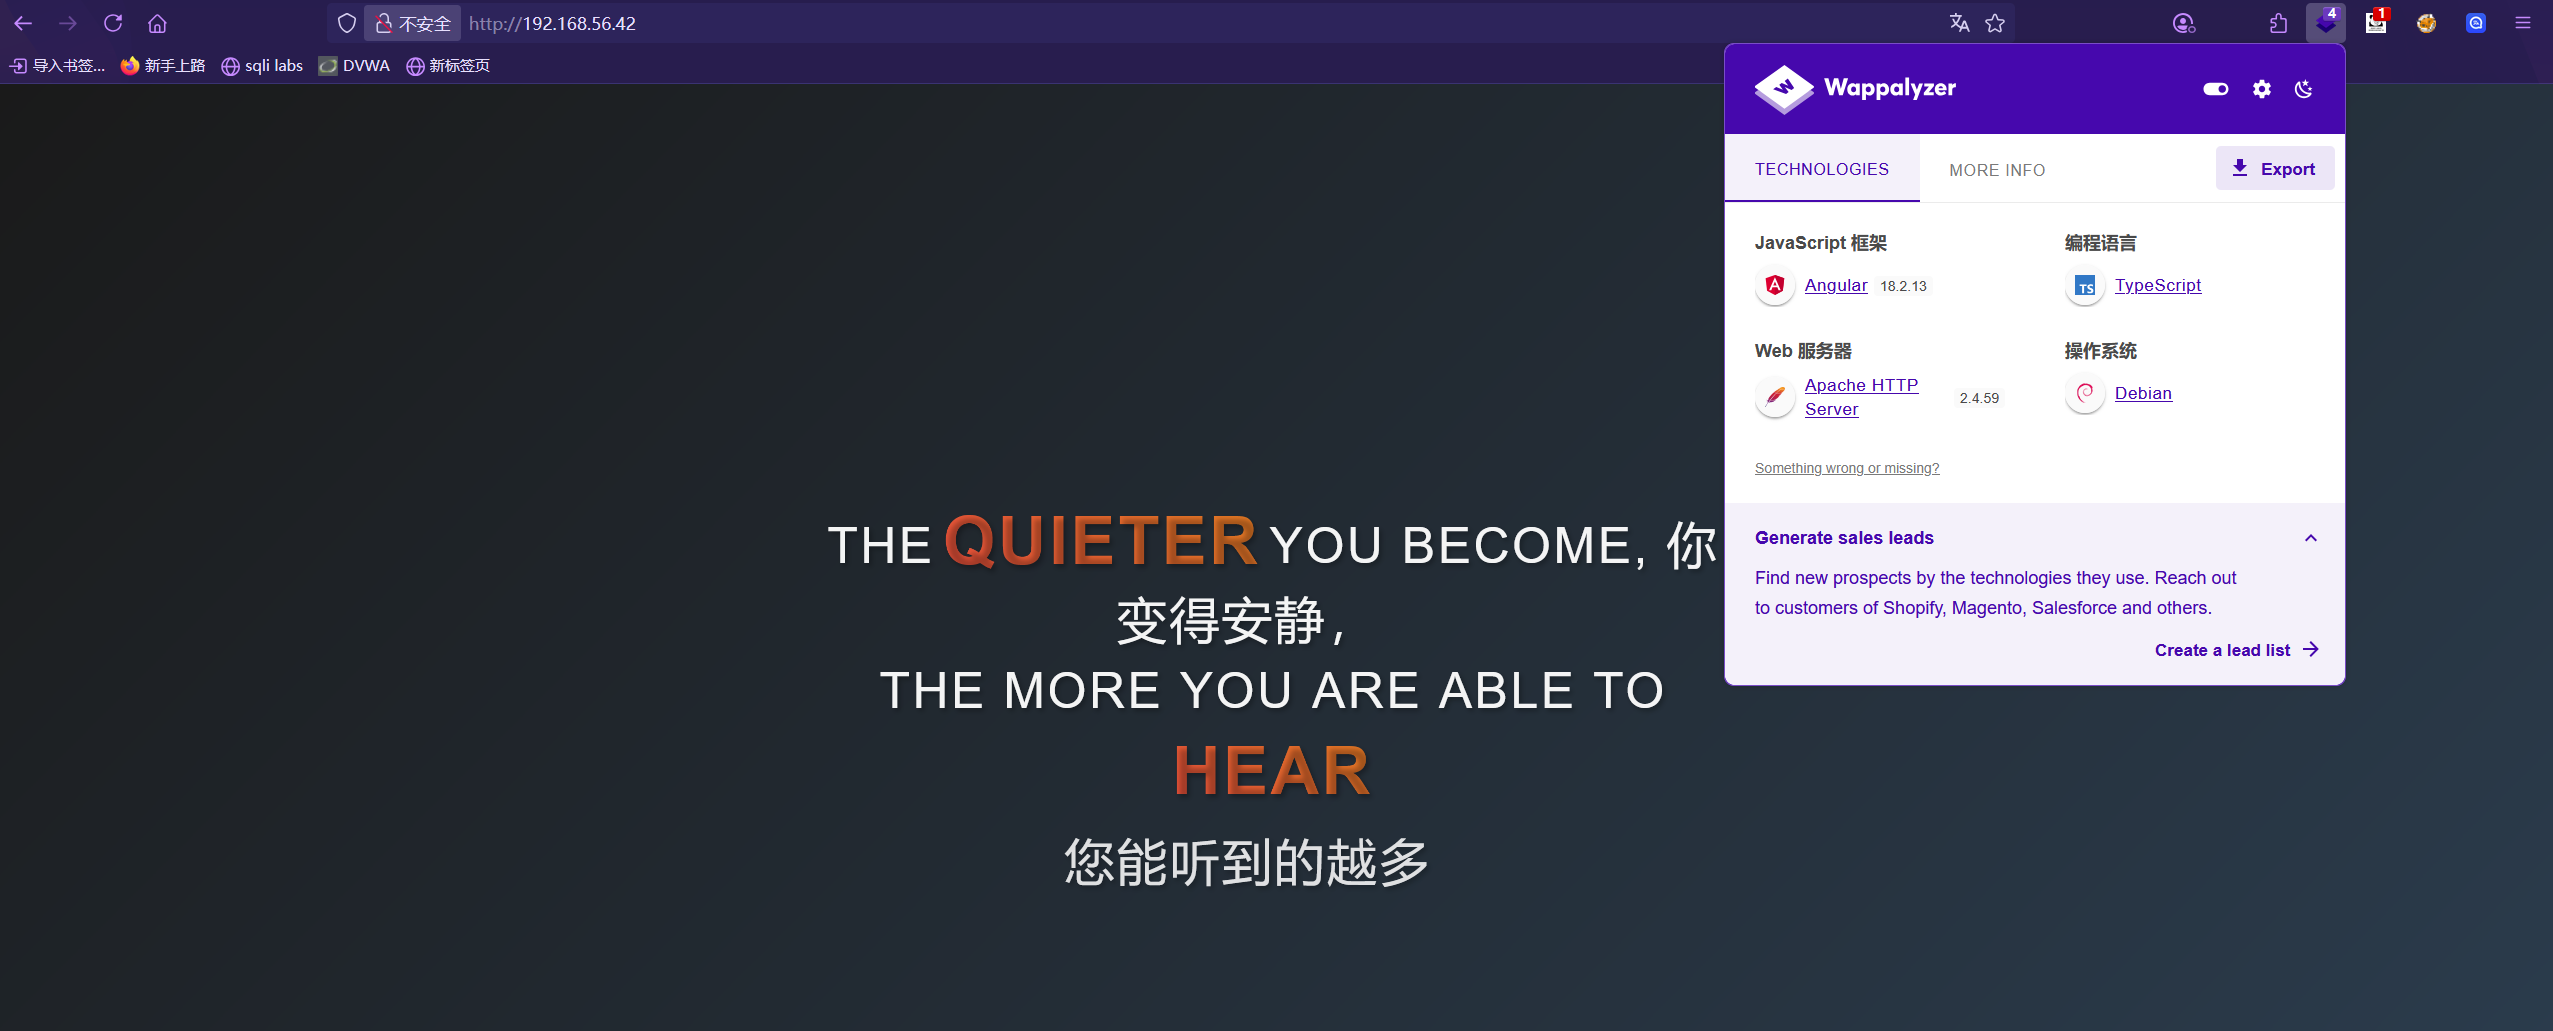 不安全 http://192.168.56.42
4
1
导入书签... 新手上路 sqli labs DVWA 新标签页
W Wappalyzer
TECHNOLOGIES MORE INFO Export
JavaScript 框架 编程语言
Angular 18.2.13 TS TypeScript
Web 服务器 操作系统
Apache HTTP
Server 2.4.59 Debian
Something wrong or missing?
Generate sales leads
Find new prospects by the technologies they use. Reach out
to customers of Shopify, Magento, Salesforce and others.
Create a lead list
THE QUIETER YOU BECOME, 你
变得安静，
THE MORE YOU ARE ABLE TO
HEAR
您能听到的越多